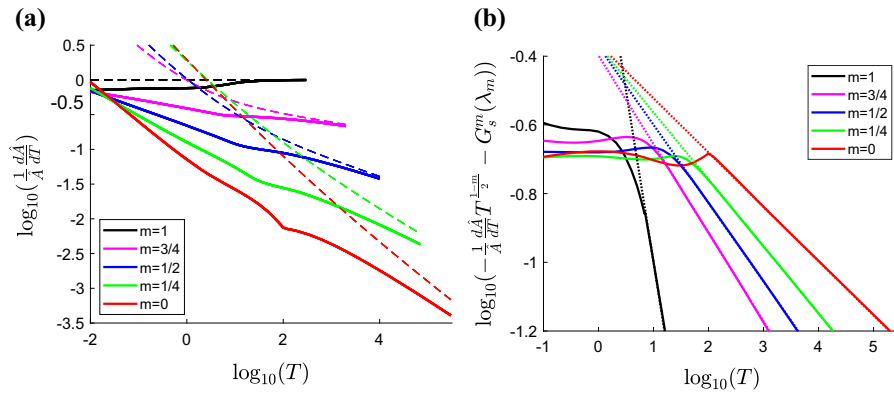 (a)
0.5
0
-0.5
-1
-1.5
-2
-2.5
-3
-3.5
-2 0 2 4
log₁₀(T)
log₁₀(1/Â dÂ/dT)
m=1
m=3/4
m=1/2
m=1/4
m=0
(b)
-0.4
-0.6
-0.8
-1
-1.2
-1 0 1 2 3 4 5
log₁₀(T)
log₁₀(-1/Â dÂ/dT T^{(1-m)/2} - G_s^m(λ_m))
m=1
m=3/4
m=1/2
m=1/4
m=0